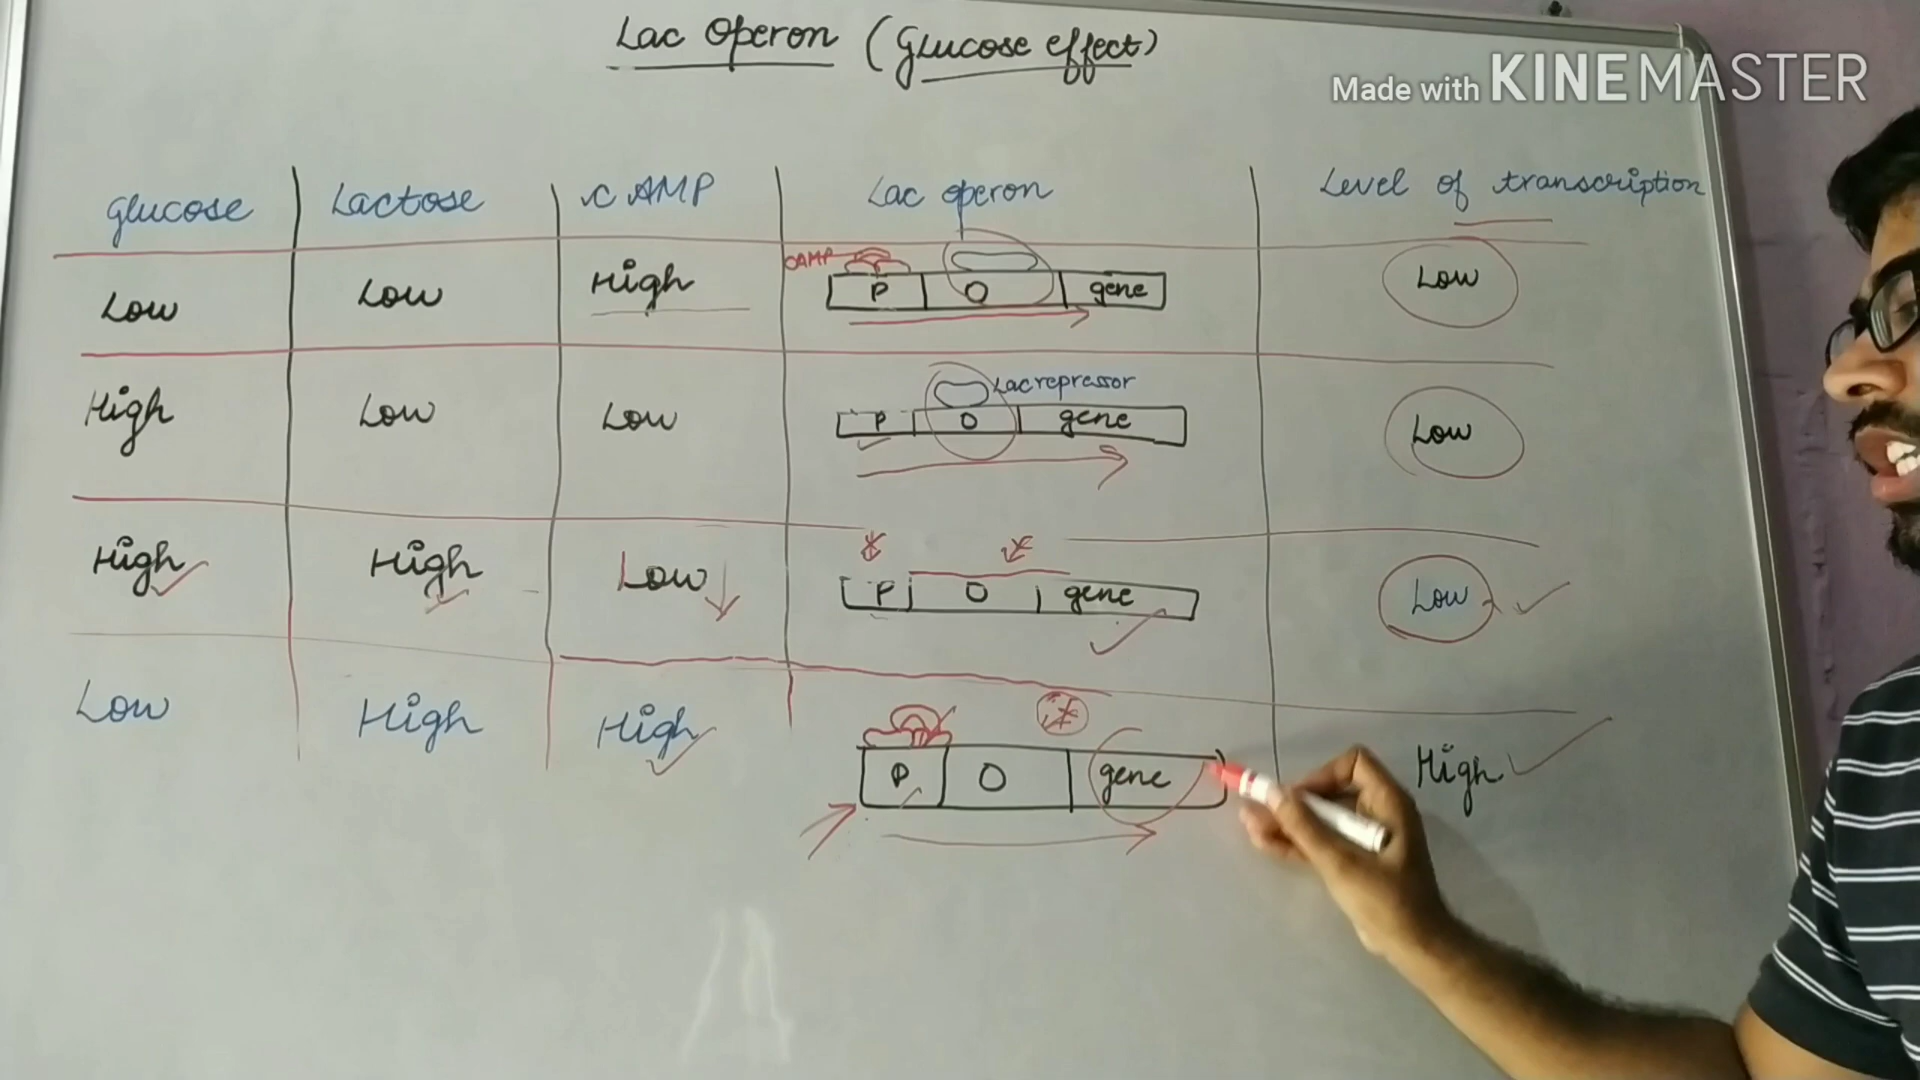 Lac Operon (Glucose effect)
Made with KINEMASTER
Glucose Lactose cAMP Lac operon Level of transcription
Low Low High cAMP P O gene Low
Lac repressor
High Low Low P O gene Low
High High Low P O gene Low
Low High High P O gene High